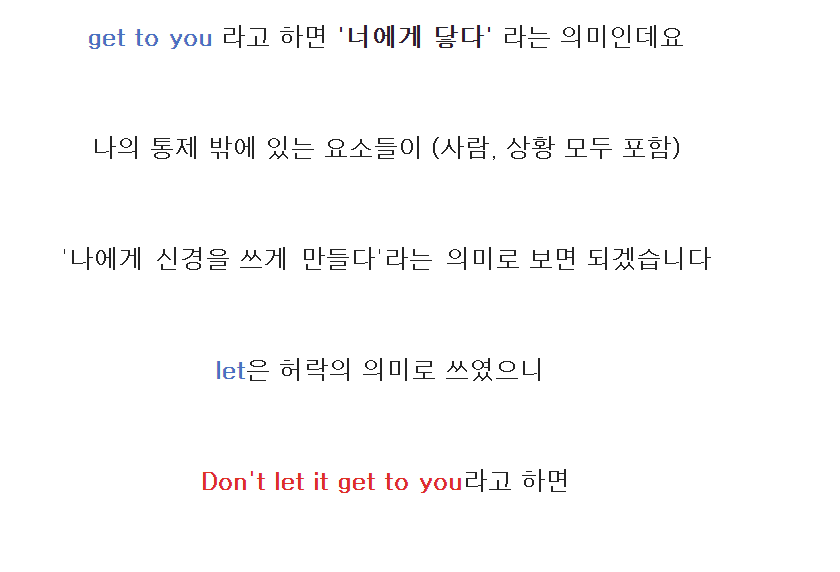 get to you 라고 하면 '너에게 닿다' 라는 의미인데요
나의 통제 밖에 있는 요소들이 (사람, 상황 모두 포함)
'나에게 신경을 쓰게 만들다'라는 의미로 보면 되겠습니다
let은 허락의 의미로 쓰였으니
Don't let it get to you라고 하면